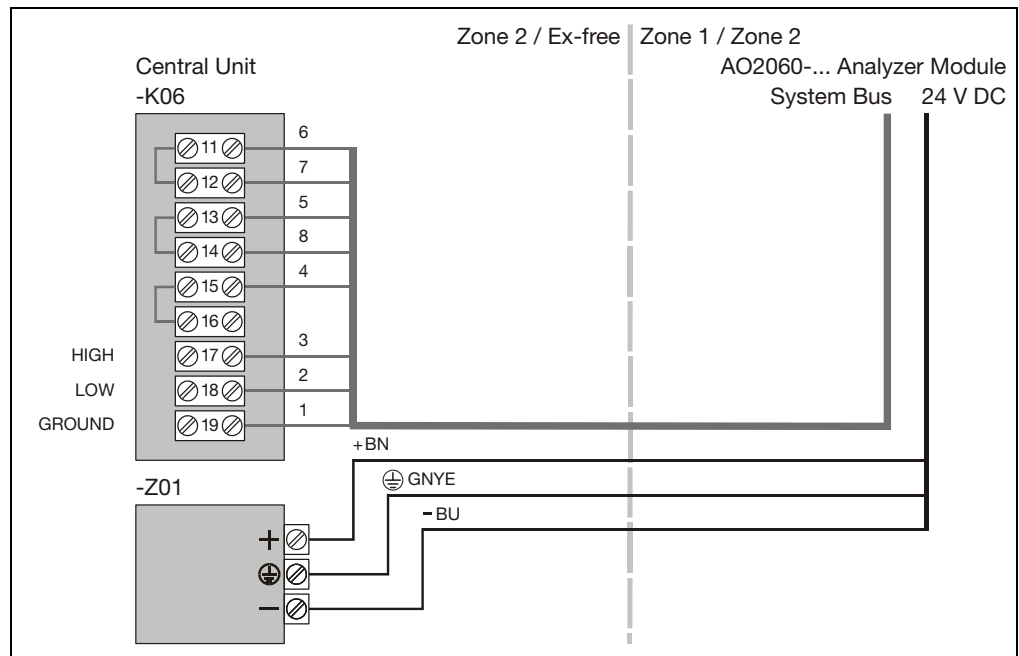 Zone 2 / Ex-free Zone 1 / Zone 2
Central Unit
-K06
AO2060-... Analyzer Module
System Bus 24 V DC
11 6
12 7
13 5
14 8
15 4
16
HIGH 17 3
LOW 18 2
GROUND 19 1
+BN
GNYE
-Z01
– BU
+
–